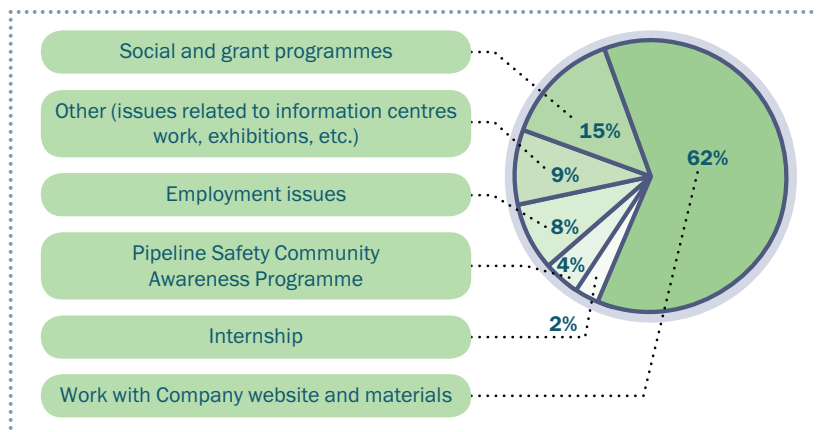 Social and grant programmes
15%
Other (issues related to information centres
work, exhibitions, etc.)
9%
Employment issues
8%
Pipeline Safety Community
Awareness Programme
4%
Internship
2%
Work with Company website and materials
62%